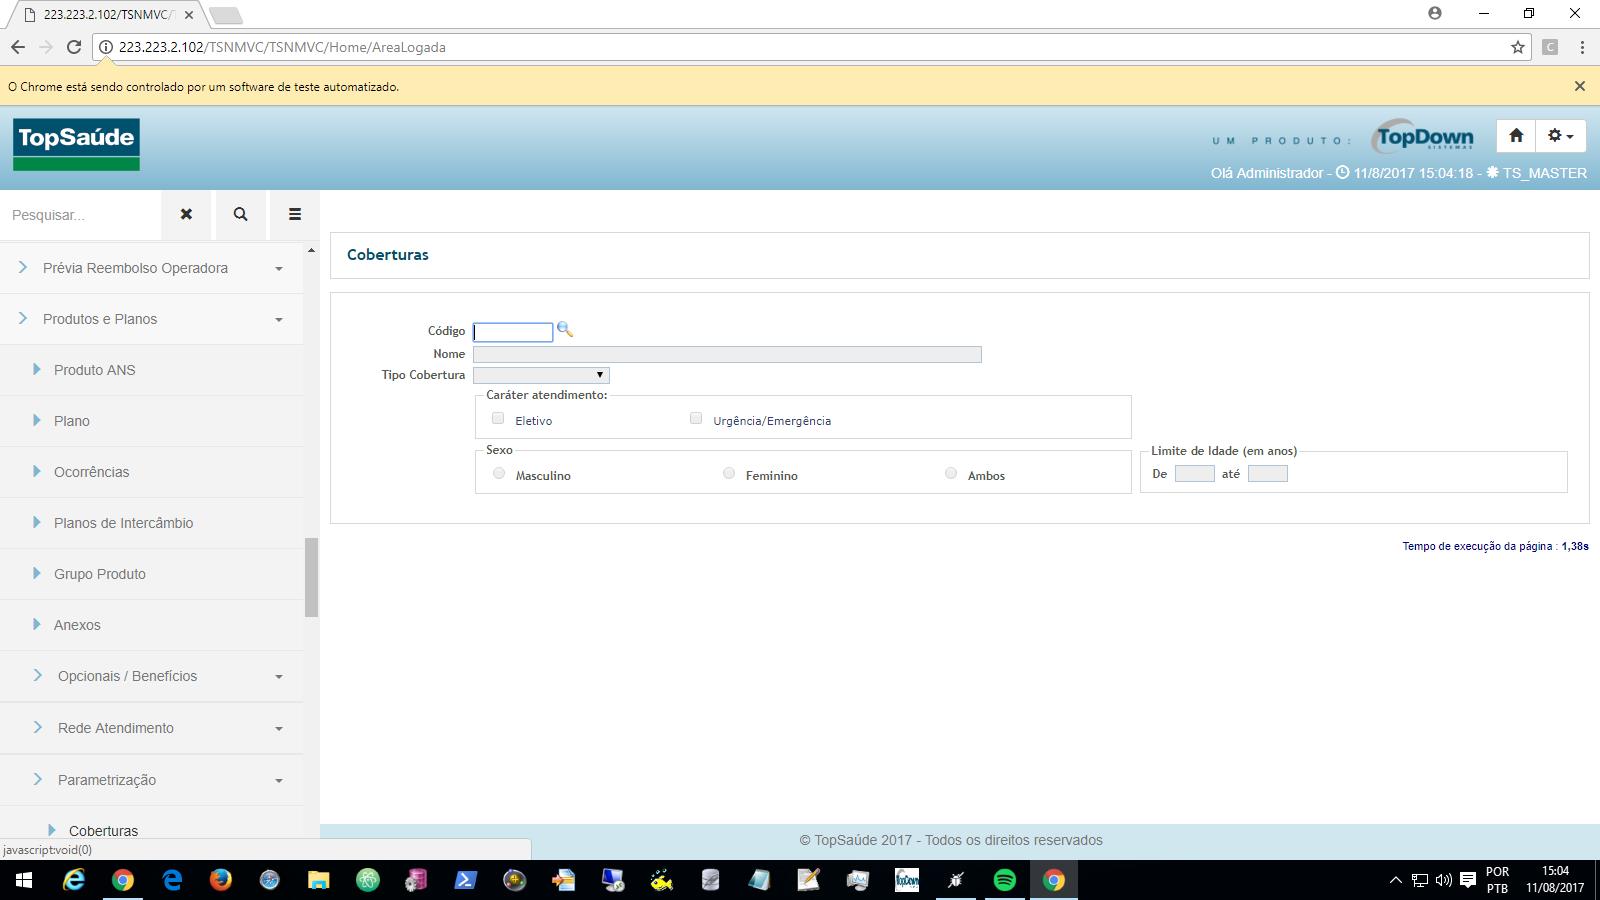 223.223.2.102/TSNMVC/T
223.223.2.102/TSNMVC/TSNMVC/Home/AreaLogada
C
O Chrome está sendo controlado por um software de teste automatizado.
TopSaúde
UM PRODUTO:
TopDown
SISTEMAS
Olá Administrador - 11/8/2017 15:04:18 - TS_MASTER
Pesquisar...
Prévia Reembolso Operadora
Produtos e Planos
Produto ANS
Plano
Ocorrências
Planos de Intercâmbio
Grupo Produto
Anexos
Opcionais / Benefícios
Rede Atendimento
Parametrização
Coberturas
javascript:void(0)
Coberturas
Código
Nome
Tipo Cobertura
Caráter atendimento:
Eletivo
Urgência/Emergência
Sexo
Masculino
Feminino
Ambos
Limite de Idade (em anos)
De
até
Tempo de execução da página : 1,38s
© TopSaúde 2017 - Todos os direitos reservados
TopDown
POR
PTB
15:04
11/08/2017